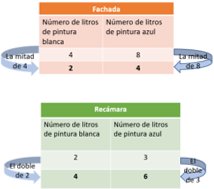 Fachada
Número de litros
de pintura
blanca
Número de litros
de pintura azul
4
8
2
4
La mitad
de 4
La mitad
de 8
Recámara
Número de litros
de pintura blanca
Número de litros
de pintura azul
2
3
4
6
El doble
de 2
El
doble
de 3